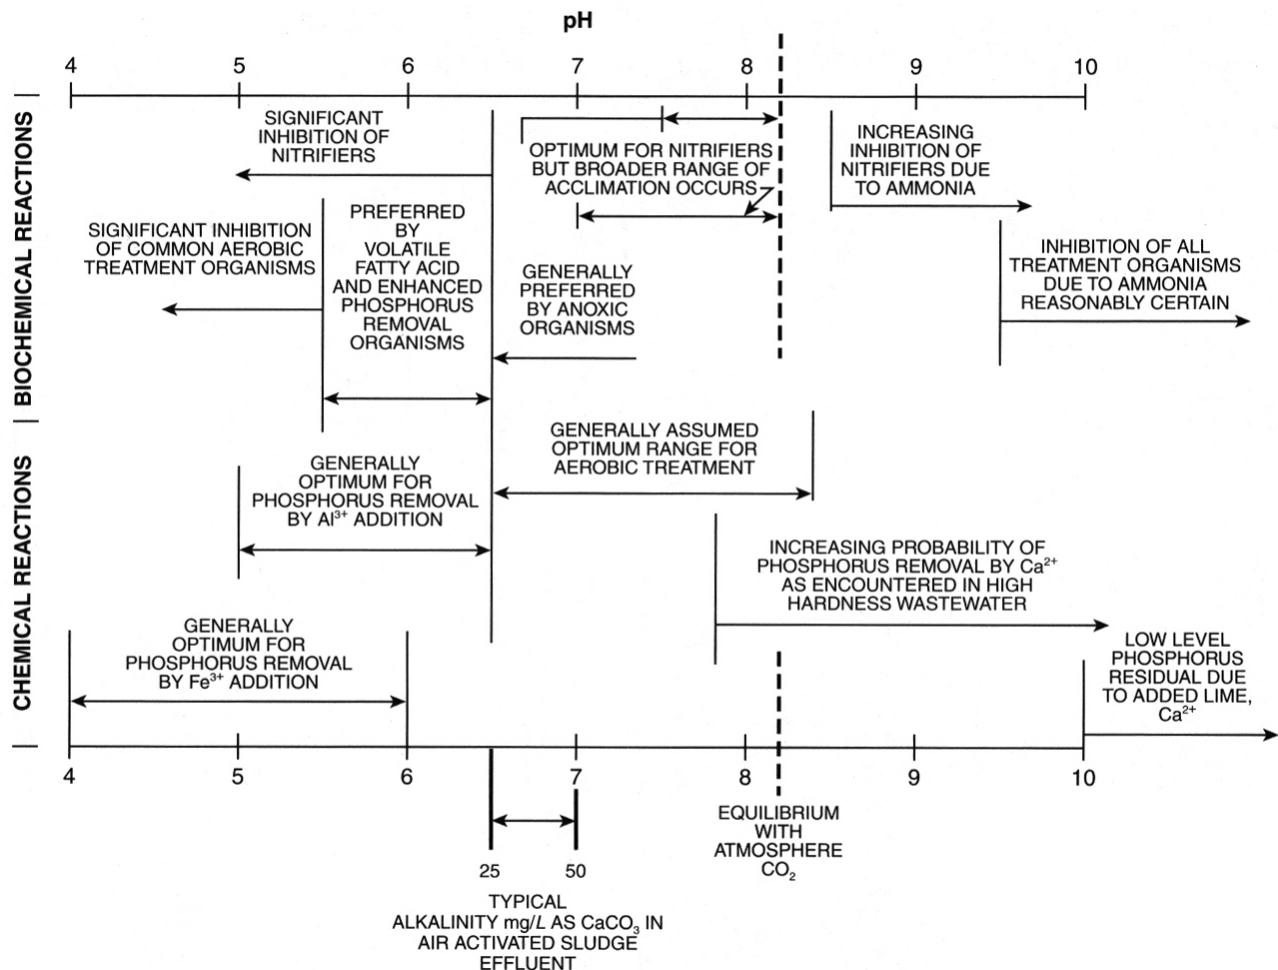 pH
4 5 6 7 8 9 10
BIOCHEMICAL REACTIONS
SIGNIFICANT
INHIBITION OF
NITRIFIERS
OPTIMUM FOR NITRIFIERS
BUT BROADER RANGE OF
ACCLIMATION OCCURS
INCREASING
INHIBITION OF
NITRIFIERS DUE
TO AMMONIA
SIGNIFICANT INHIBITION
OF COMMON AEROBIC
TREATMENT ORGANISMS
PREFERRED
BY
VOLATILE
FATTY ACID
AND ENHANCED
PHOSPHORUS
REMOVAL
ORGANISMS
GENERALLY
PREFERRED
BY ANOXIC
ORGANISMS
INHIBITION OF ALL
TREATMENT ORGANISMS
DUE TO AMMONIA
REASONABLY CERTAIN
CHEMICAL REACTIONS
GENERALLY ASSUMED
OPTIMUM RANGE FOR
AEROBIC TREATMENT
GENERALLY
OPTIMUM FOR
PHOSPHORUS REMOVAL
BY Al³⁺ ADDITION
INCREASING PROBABILITY OF
PHOSPHORUS REMOVAL BY Ca²⁺
AS ENCOUNTERED IN HIGH
HARDNESS WASTEWATER
GENERALLY
OPTIMUM FOR
PHOSPHORUS REMOVAL
BY Fe³⁺ ADDITION
LOW LEVEL
PHOSPHORUS
RESIDUAL DUE
TO ADDED LIME,
Ca²⁺
4 5 6 7 8 9 10
25 50
TYPICAL
ALKALINITY mg/L AS CaCO₃ IN
AIR ACTIVATED SLUDGE
EFFLUENT
EQUILIBRIUM
WITH
ATMOSPHERE
CO₂